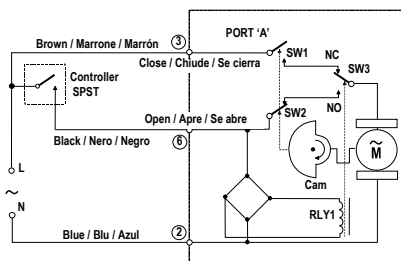 Brown / Marrone / Marrón
3
PORT ‘A’
SW1
NC
Close / Chiude / Se cierra
SW3
Controller
SPST
Open / Apre / Se abre
SW2
NO
Black / Nero / Negro
6
L
~
N
~
M
Cam
RLY1
Blue / Blu / Azul
2